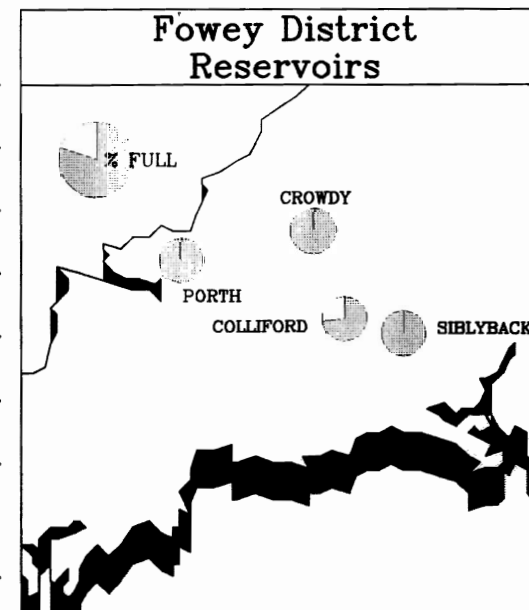 Fowey District
Reservoirs
% FULL
CROWDY
PORTH
COLLIFORD
SIBLYBACK